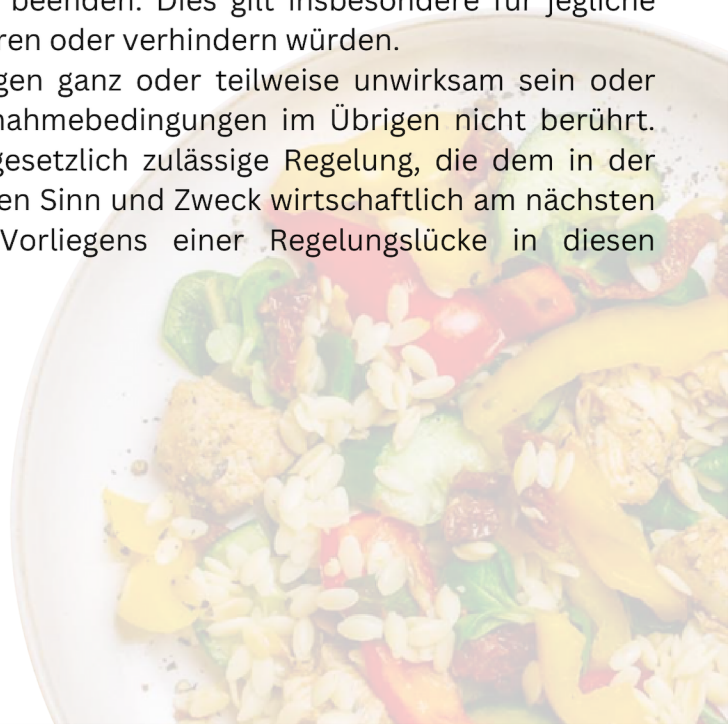 beenden. Dies gilt insbesondere für jegliche
ren oder verhindern würden.
gen ganz oder teilweise unwirksam sein oder
nahmebedingungen im Übrigen nicht berührt.
gesetzlich zulässige Regelung, die dem in der
en Sinn und Zweck wirtschaftlich am nächsten
Vorliegens einer Regelungslücke in diesen